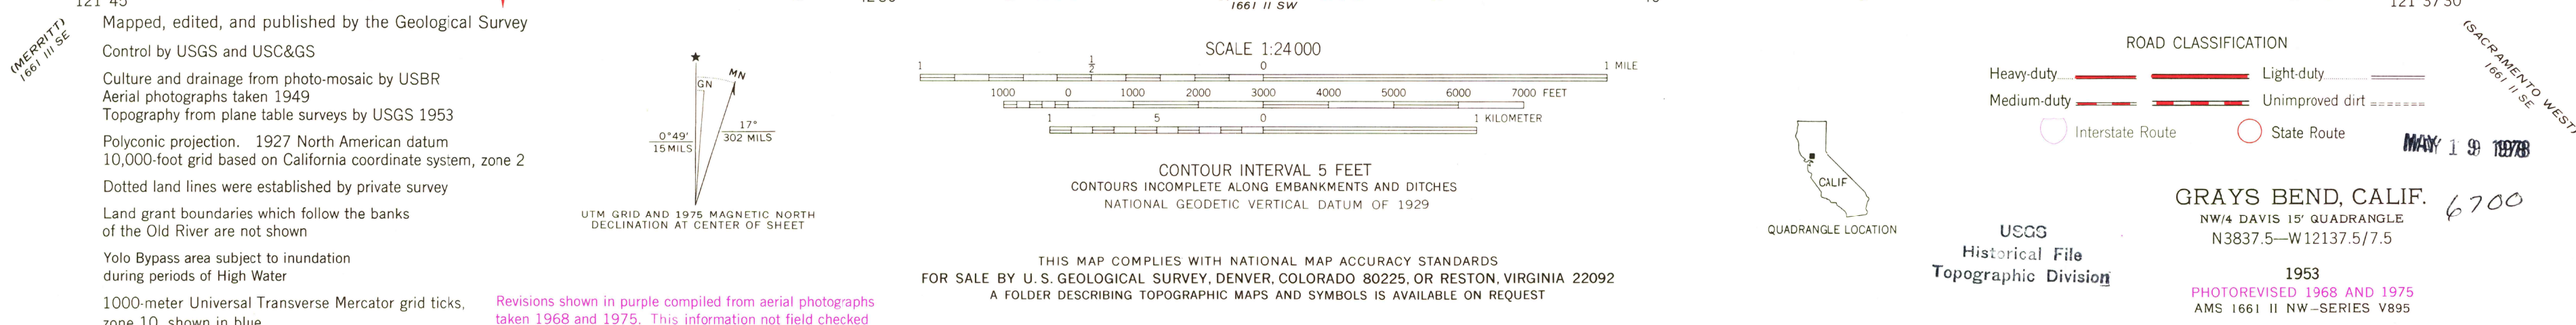 121°45'
(MERRITT)
1661 III SE
Mapped, edited, and published by the Geological Survey
Control by USGS and USC&GS
Culture and drainage from photo-mosaic by USBR
Aerial photographs taken 1949
Topography from plane table surveys by USGS 1953
Polyconic projection. 1927 North American datum
10,000-foot grid based on California coordinate system, zone 2
Dotted land lines were established by private survey
Land grant boundaries which follow the banks
of the Old River are not shown
Yolo Bypass area subject to inundation
during periods of High Water
1000-meter Universal Transverse Mercator grid ticks,
zone 10, shown in blue
Revisions shown in purple compiled from aerial photographs
taken 1968 and 1975. This information not field checked
★
GN
MN
0°49'
15 MILS
17°
302 MILS
UTM GRID AND 1975 MAGNETIC NORTH
DECLINATION AT CENTER OF SHEET
1661 II SW
SCALE 1:24 000
1 ½ 0 1 MILE
1000 0 1000 2000 3000 4000 5000 6000 7000 FEET
1 5 0 1 KILOMETER
CONTOUR INTERVAL 5 FEET
CONTOURS INCOMPLETE ALONG EMBANKMENTS AND DITCHES
NATIONAL GEODETIC VERTICAL DATUM OF 1929
THIS MAP COMPLIES WITH NATIONAL MAP ACCURACY STANDARDS
FOR SALE BY U. S. GEOLOGICAL SURVEY, DENVER, COLORADO 80225, OR RESTON, VIRGINIA 22092
A FOLDER DESCRIBING TOPOGRAPHIC MAPS AND SYMBOLS IS AVAILABLE ON REQUEST
CALIF
QUADRANGLE LOCATION
121°37'30"
(SACRAMENTO WEST)
1661 II SE
ROAD CLASSIFICATION
Heavy-duty Light-duty
Medium-duty Unimproved dirt
Interstate Route State Route
MAY 19 1978
USGS
Historical File
Topographic Division
GRAYS BEND, CALIF.
6700
NW/4 DAVIS 15' QUADRANGLE
N3837.5—W12137.5/7.5
1953
PHOTOREVISED 1968 AND 1975
AMS 1661 II NW–SERIES V895